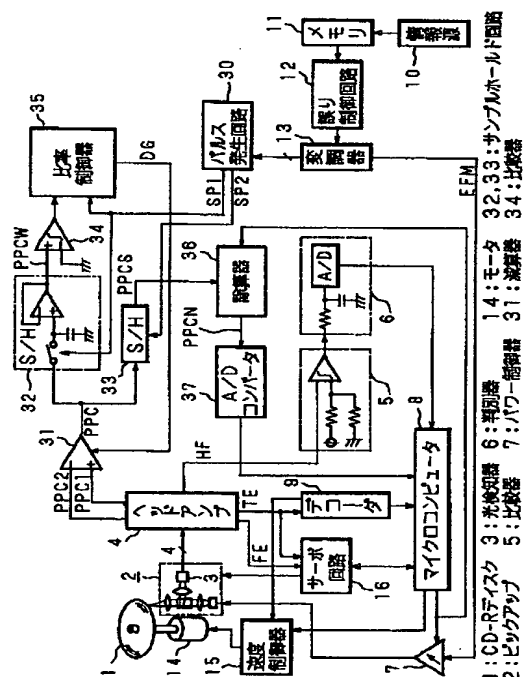 35
比率
制御器
DG
30
パルス
発生回路
SP1
SP2
11
メモリ
12
誤り制御回路
13
変調器
10
情報源
EFM
34
PPCW
S/H
32
PPCS
S/H
33
36
除算器
PPCN
37
A/D
コンバータ
31
PPC
PPC2
PPC1
HF
A/D
6
5
8
マイクロコンピュータ
4
ヘッドアンプ
TE
FE
9
デコーダ
16
サーボ
回路
4
2
3
1
14
15
速度
制御器
7
1:CD-Rディスク 3:光検知器 6:判別器 14:モータ 32,33:サンプルホールド回路
2:ピックアップ 5:比較器 7:パワー制御器 31:減算器 34:比較器